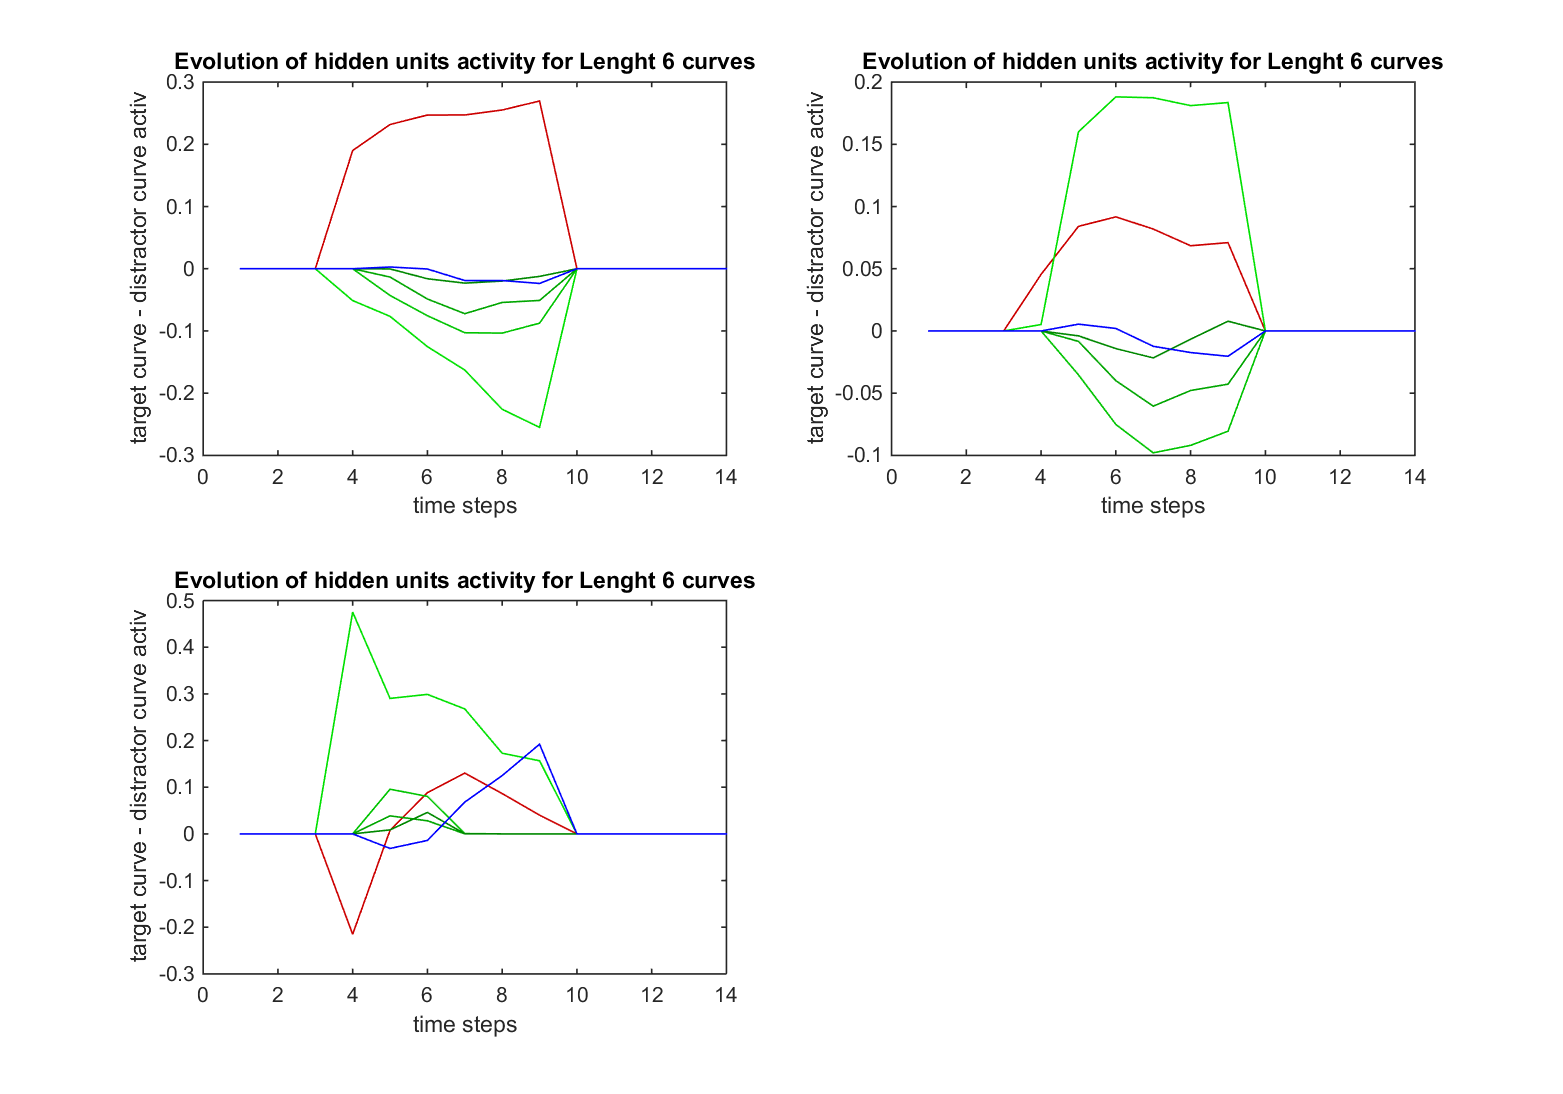 Evolution of hidden units activity for Lenght 6 curves
target curve - distractor curve activ
0.3
0.2
0.1
0
-0.1
-0.2
-0.3
0 2 4 6 8 10 12 14
time steps
Evolution of hidden units activity for Lenght 6 curves
target curve - distractor curve activ
0.2
0.15
0.1
0.05
0
-0.05
-0.1
0 2 4 6 8 10 12 14
time steps
Evolution of hidden units activity for Lenght 6 curves
target curve - distractor curve activ
0.5
0.4
0.3
0.2
0.1
0
-0.1
-0.2
-0.3
0 2 4 6 8 10 12 14
time steps